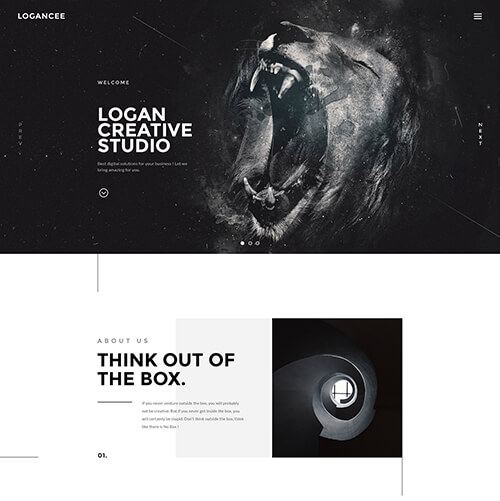 LOGANCEE
WELCOME
LOGAN
CREATIVE
STUDIO
Best digital solutions for your business ! Let we
bring amazing for you.
PREV
NEXT
ABOUT US
THINK OUT OF
THE BOX.
If you never venture outside the box, you will probably
not be creative. But if you never get inside the box, you
will certainly be stupid. Don't think outside the box, think
like there is no Box !
01.